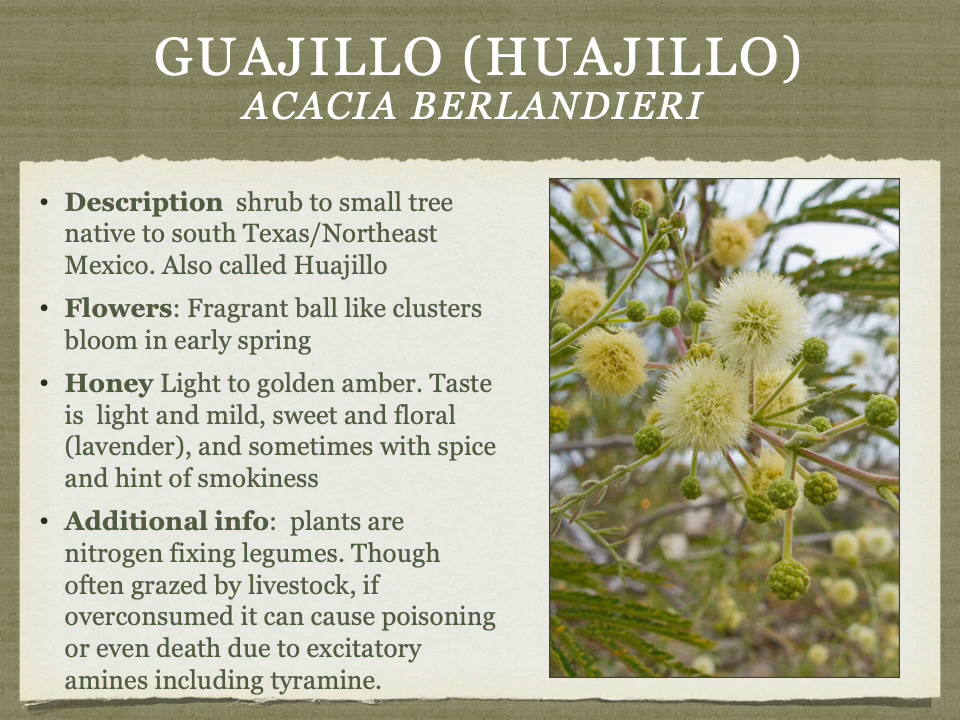 GUAJILLO (HUAJILLO)
ACACIA BERLANDIERI
• Description shrub to small tree
native to south Texas/Northeast
Mexico. Also called Huajillo
• Flowers: Fragrant ball like clusters
bloom in early spring
• Honey Light to golden amber. Taste
is light and mild, sweet and floral
(lavender), and sometimes with spice
and hint of smokiness
• Additional info: plants are
nitrogen fixing legumes. Though
often grazed by livestock, if
overconsumed it can cause poisoning
or even death due to excitatory
amines including tyramine.